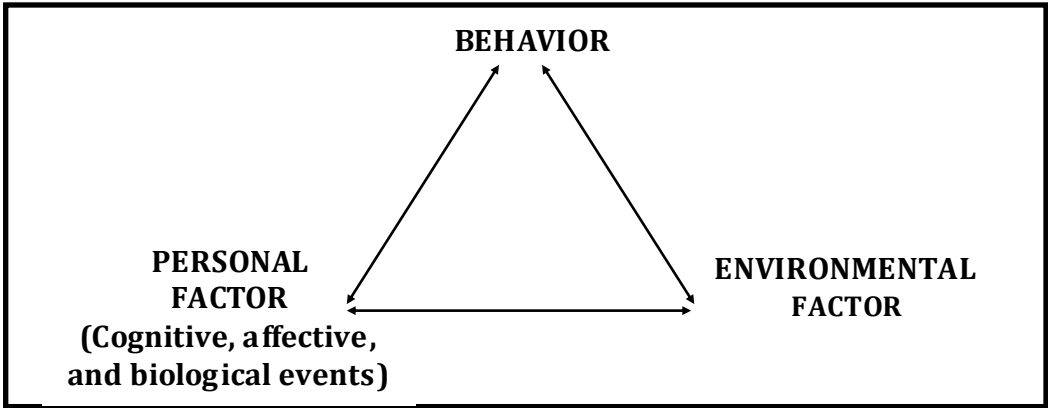 BEHAVIOR
PERSONAL
FACTOR
(Cognitive, affective,
and biological events)
ENVIRONMENTAL
FACTOR